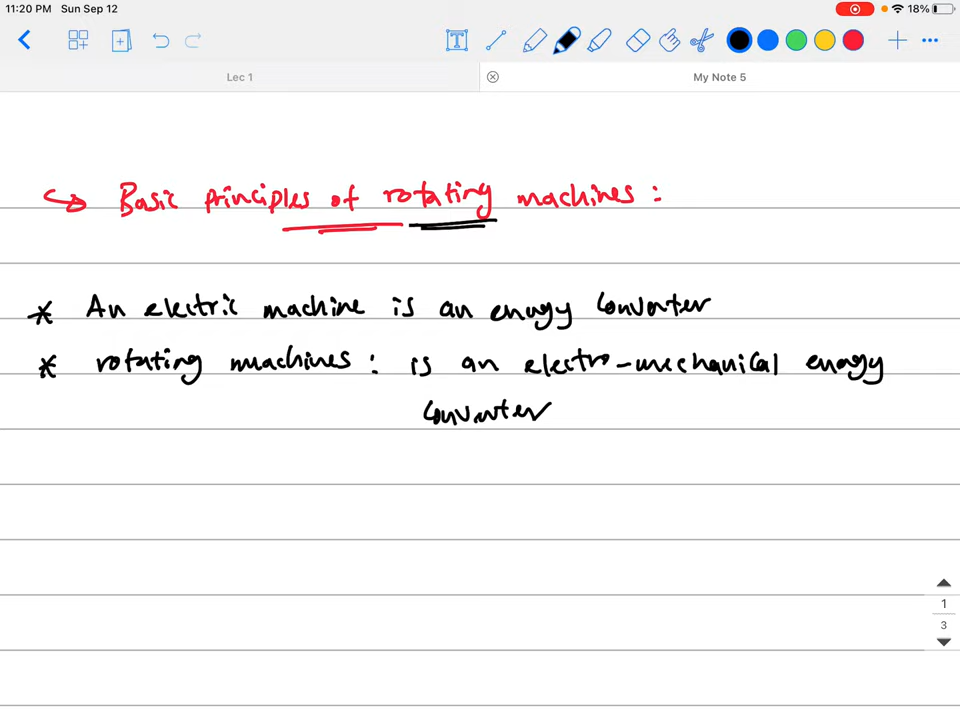 11:20 PM Sun Sep 12 18%
Lec 1 My Note 5
↪ Basic principles of rotating machines :
* An electric machine is an energy converter
* rotating machines : is an electro-mechanical energy
converter
1
3